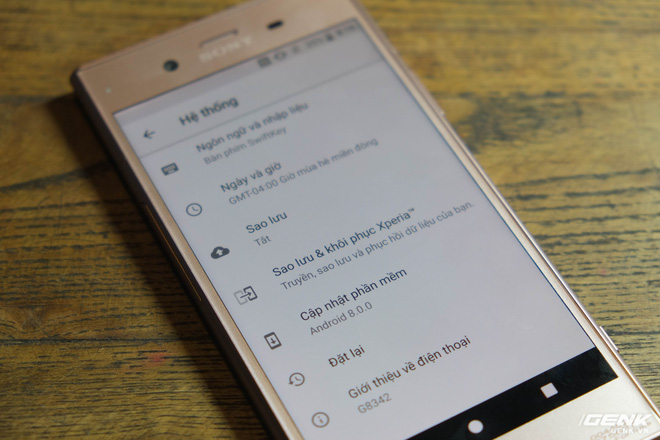 SONY
Hệ thống
Ngôn ngữ và nhập liệu
Bàn phím SwiftKey
Ngày và giờ
GMT-04:00 Giờ mùa hè miền đông
Sao lưu
Tắt
Sao lưu & khôi phục Xperia™
Truyền, sao lưu và phục hồi dữ liệu của bạn.
Cập nhật phần mềm
Android 8.0.0
Đặt lại
Giới thiệu về điện thoại
G8342
GENK
GENK.VN